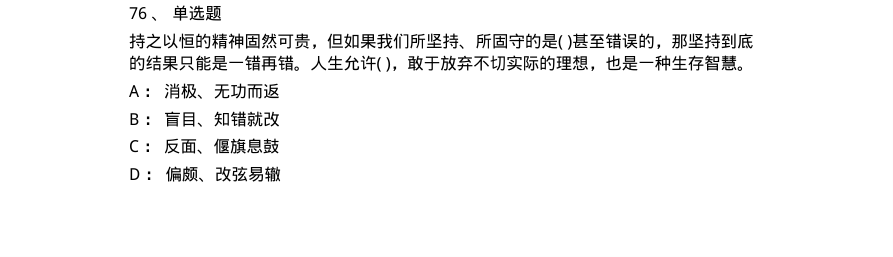 76 、 单选题
持之以恒的精神固然可贵，但如果我们所坚持、所固守的是( )甚至错误的，那坚持到底
的结果只能是一错再错。人生允许( )，敢于放弃不切实际的理想，也是一种生存智慧。
A： 消极、无功而返
B： 盲目、知错就改
C： 反面、偃旗息鼓
D： 偏颇、改弦易辙